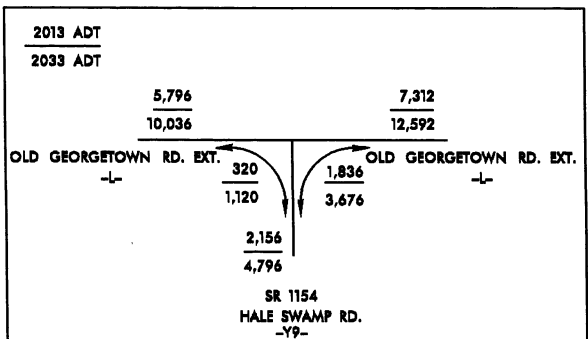 2013 ADT
2033 ADT
5,796
10,036
7,312
12,592
OLD GEORGETOWN RD. EXT.
-L-
OLD GEORGETOWN RD. EXT.
-L-
320
1,120
1,836
3,676
2,156
4,796
SR 1154
HALE SWAMP RD.
-Y9-